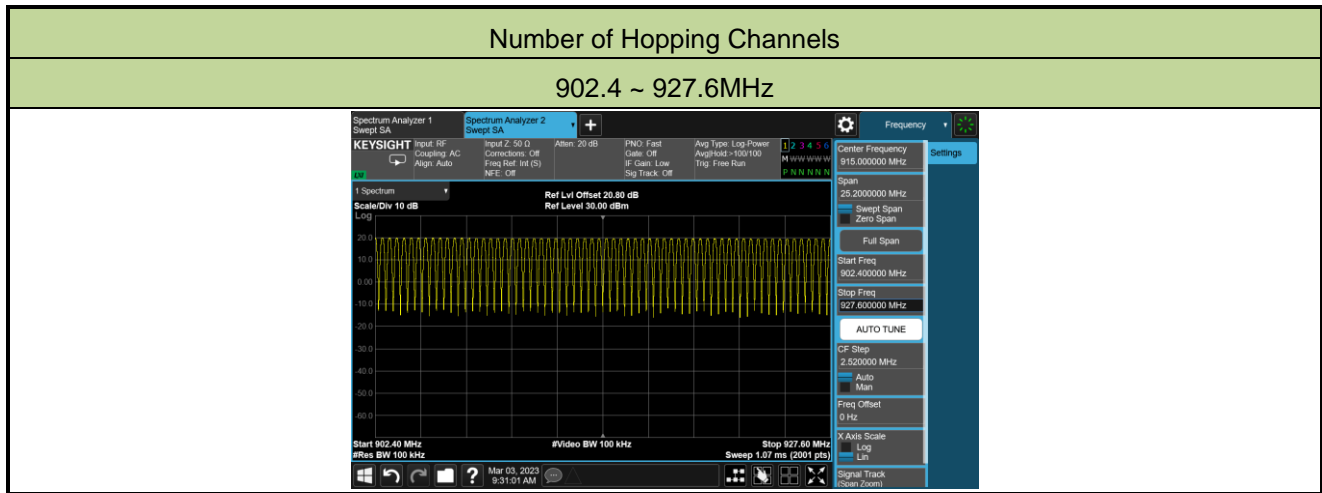 Number of Hopping Channels
902.4 ~ 927.6MHz
Spectrum Analyzer 1
Swept SA
Spectrum Analyzer 2
Swept SA
+
Frequency
KEYSIGHT
Input: RF
Coupling: AC
Align: Auto
Input Z: 50 Ω
Corrections: Off
Freq Ref: Int (S)
NFE: Off
Atten: 20 dB
PNO: Fast
Gate: Off
IF Gain: Low
Sig Track: Off
Avg Type: Log-Power
Avg|Hold:>100/100
Trig: Free Run
1 2 3 4 5 6
M W W W W W
P N N N N N
1 Spectrum
Scale/Div 10 dB
Log
Ref Lvl Offset 20.80 dB
Ref Level 30.00 dBm
20.0
10.0
0.00
-10.0
-20.0
-30.0
-40.0
-50.0
-60.0
Start 902.40 MHz
#Res BW 100 kHz
#Video BW 100 kHz
Stop 927.60 MHz
Sweep 1.07 ms (2001 pts)
Center Frequency
915.000000 MHz
Settings
Span
25.2000000 MHz
Swept Span
Zero Span
Full Span
Start Freq
902.400000 MHz
Stop Freq
927.600000 MHz
AUTO TUNE
CF Step
2.520000 MHz
Auto
Man
Freq Offset
0 Hz
X Axis Scale
Log
Lin
Signal Track
(Span Zoom)
?
Mar 03, 2023
9:31:01 AM